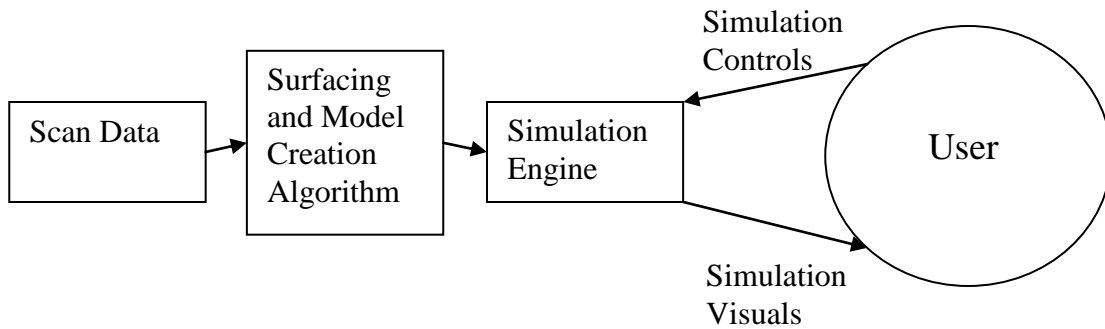 Scan Data
Surfacing
and Model
Creation
Algorithm
Simulation
Engine
Simulation
Controls
User
Simulation
Visuals